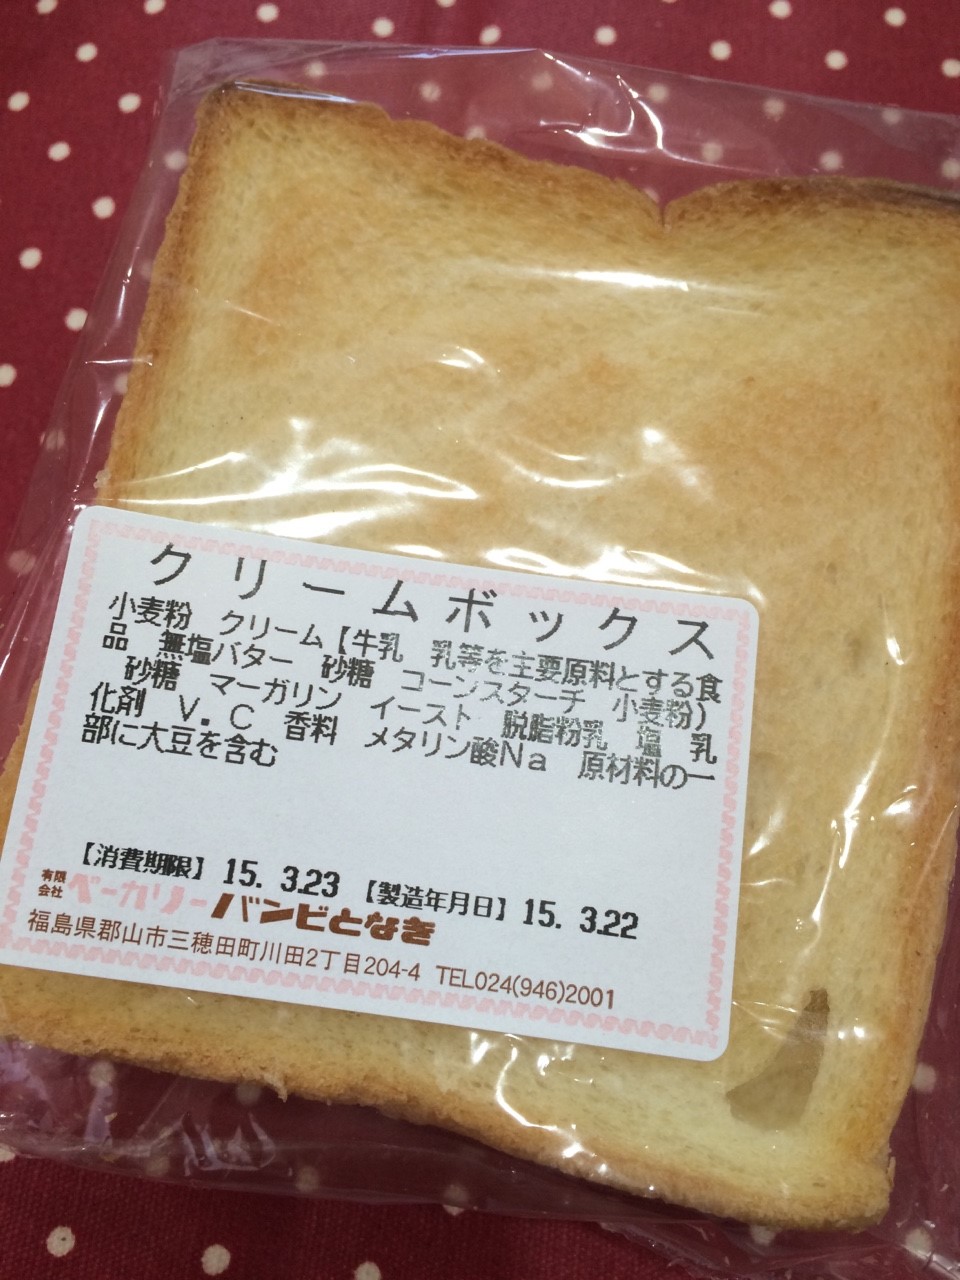 クリームボックス
小麦粉　クリーム【牛乳　乳等を主要原料とする食
品　無塩バター　砂糖　コーンスターチ　小麦粉）
砂糖　マーガリン　イースト　脱脂粉乳　塩　乳
化剤　V.C　香料　メタリン酸Na　原材料の一
部に大豆を含む
【消費期限】15. 3.23【製造年月日】15. 3.22
有限会社 ベーカリーバンビとなき
福島県郡山市三穂田町川田2丁目204-4 TEL024(946)2001